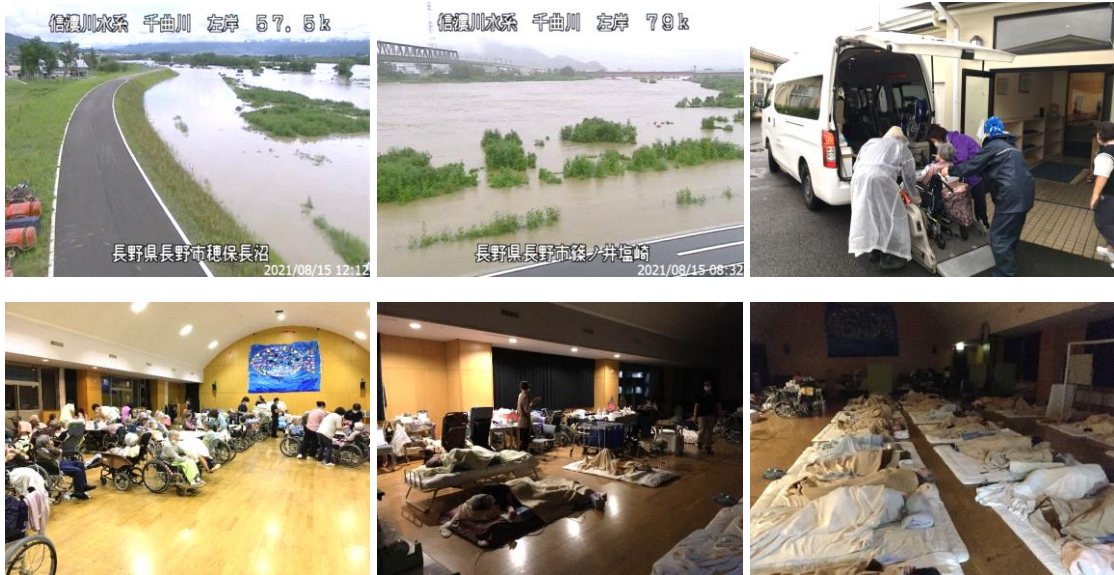 信濃川水系 千曲川 左岸 57.5k
長野県長野市穂保長沼
2021/08/15 12:12
信濃川水系 千曲川 左岸 79k
長野県長野市篠ノ井塩崎
2021/08/15 08:32